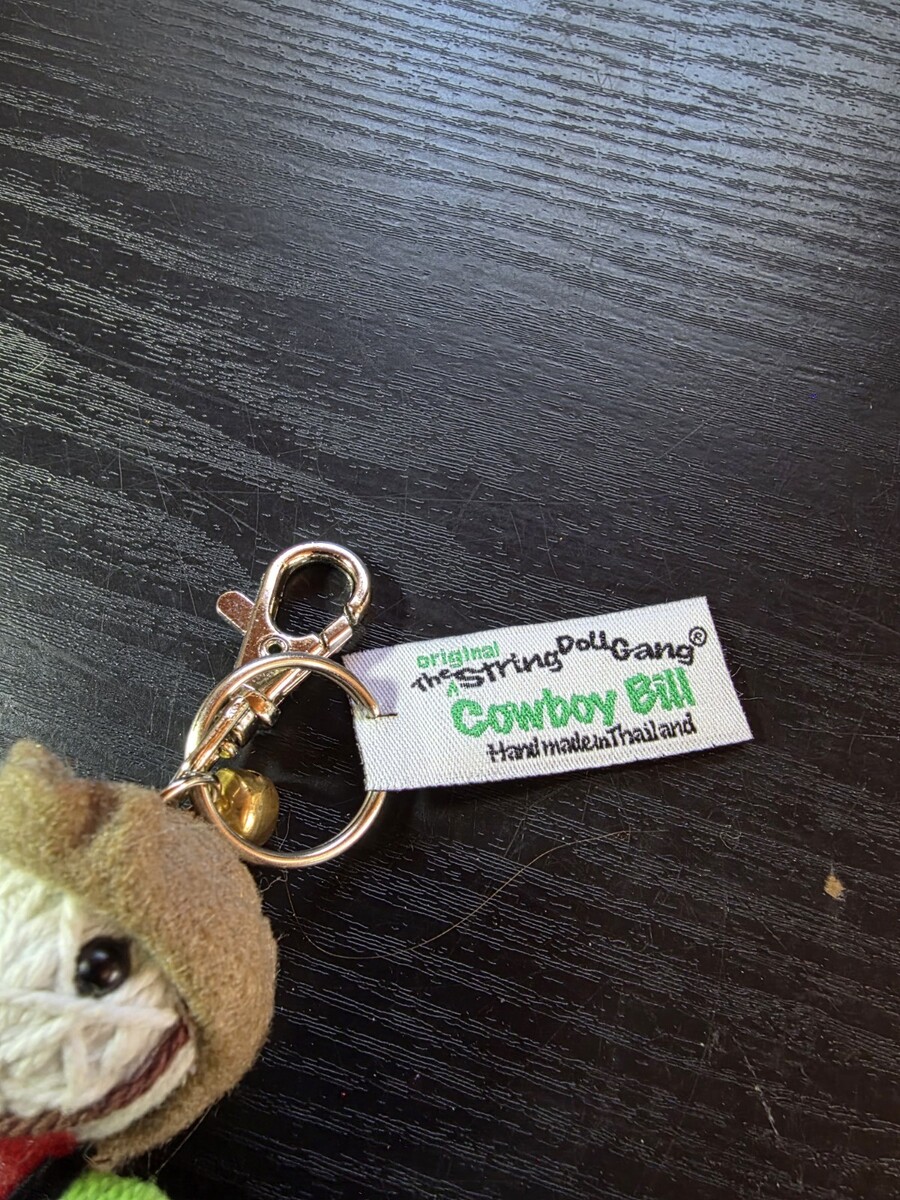 original
The ^ String Doll Gang®
Cowboy Bill
Handmade in Thailand